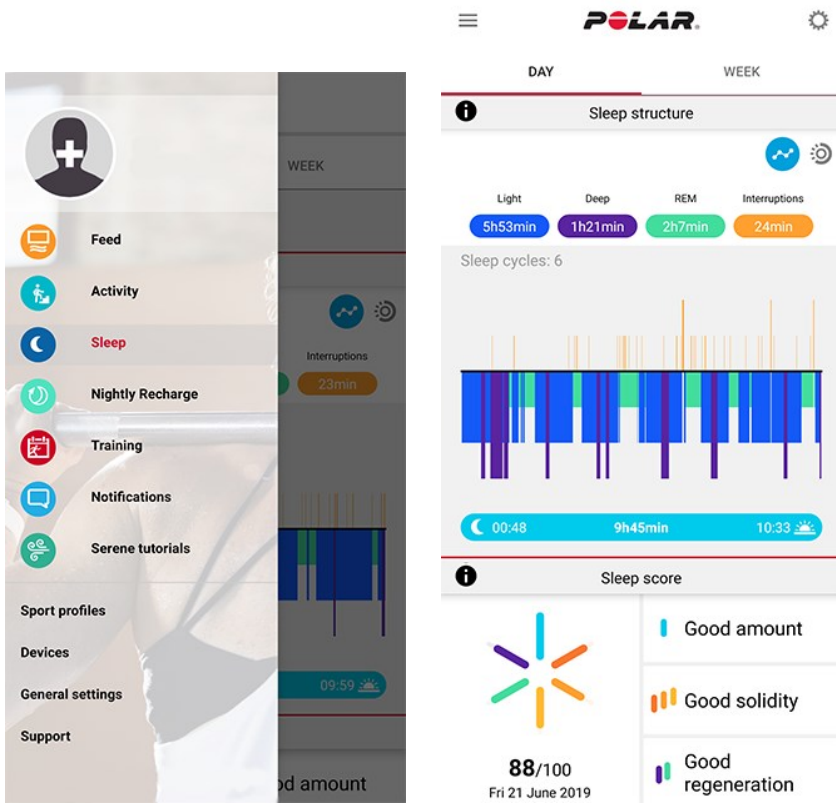 WEEK
Feed
Activity
Sleep
Interruptions
Nightly Recharge
23min
Training
Notifications
Serene tutorials
Sport profiles
Devices
General settings
09:59
Support
od amount
POLAR.
DAY WEEK
Sleep structure
Light Deep REM Interruptions
5h53min 1h21min 2h7min 24min
Sleep cycles: 6
00:48 9h45min 10:33
Sleep score
Good amount
Good solidity
88/100
Fri 21 June 2019
Good
regeneration